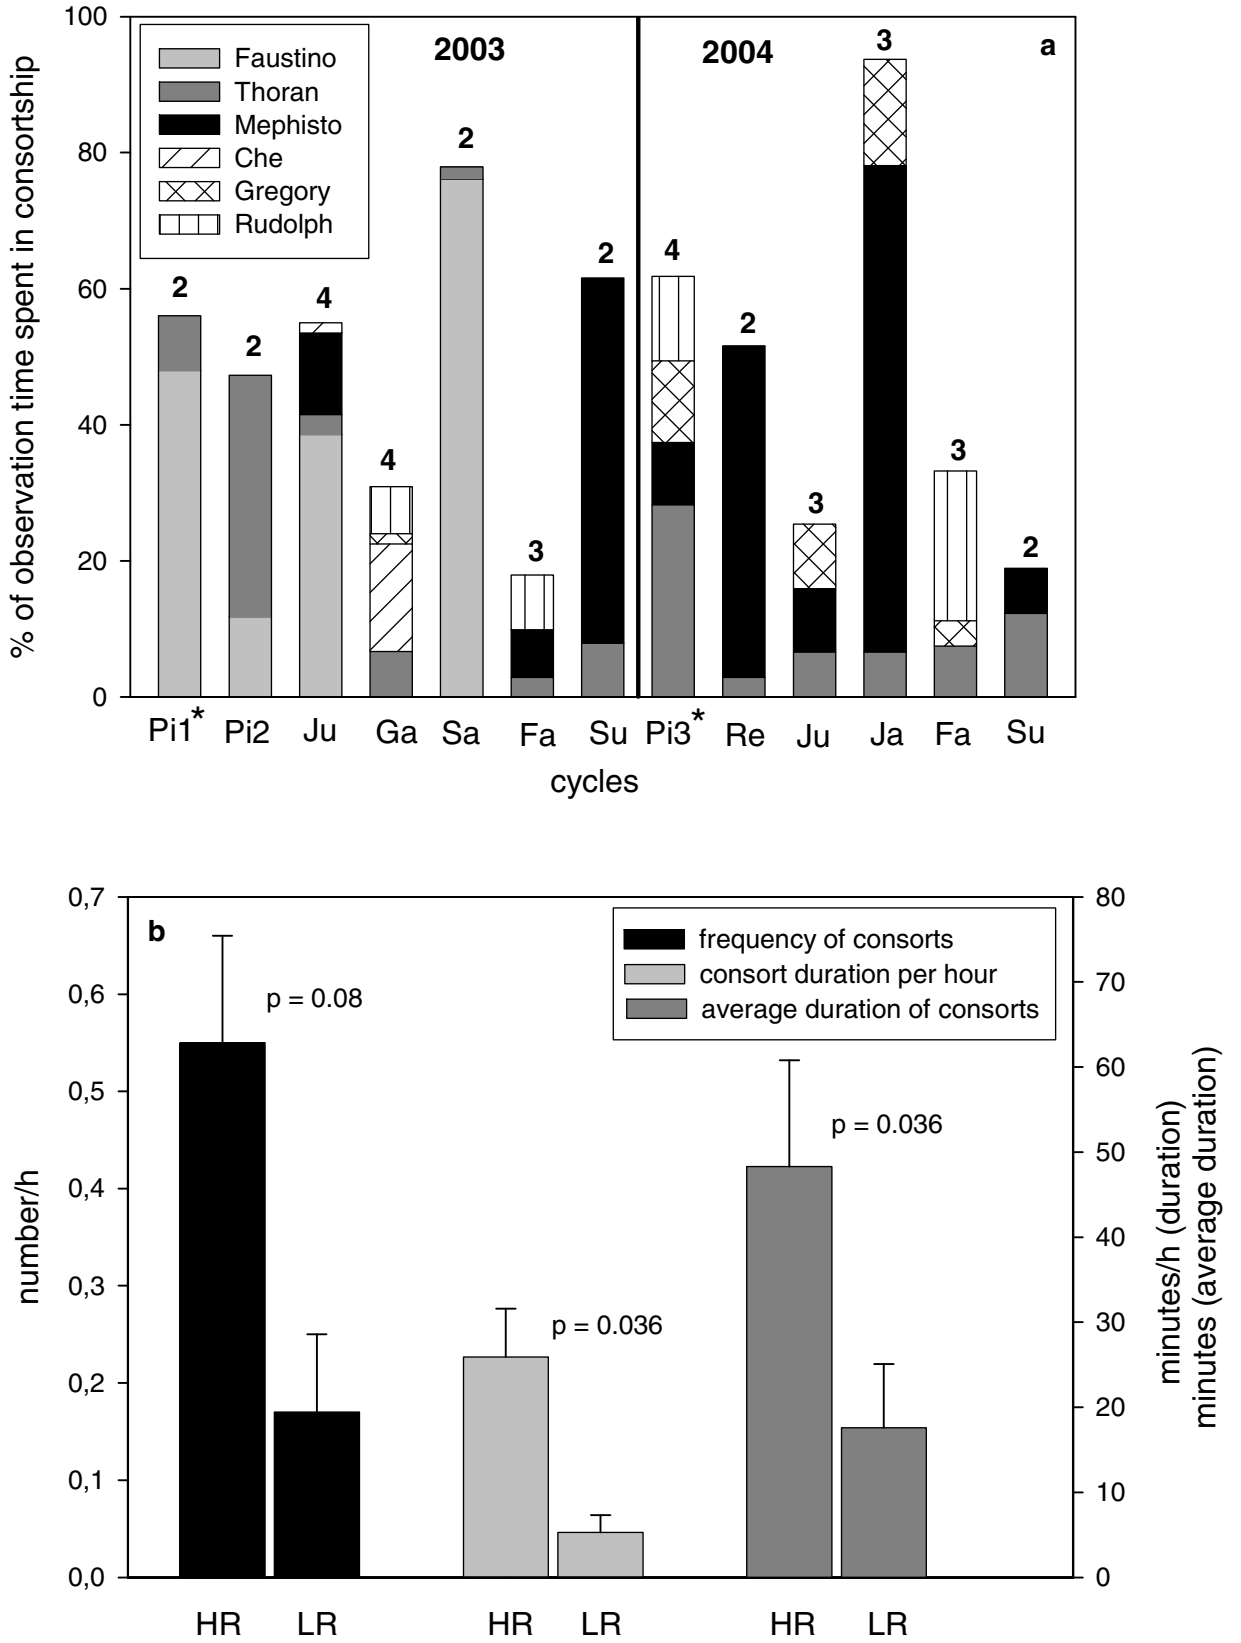 % of observation time spent in consortship
100
80
60
40
20
0
Faustino
Thoran
Mephisto
Che
Gregory
Rudolph
2003
2004
a
2
2
4
4
2
3
2
4
2
3
3
3
2
Pi1* Pi2 Ju Ga Sa Fa Su Pi3* Re Ju Ja Fa Su
cycles
b
number/h
0,7
0,6
0,5
0,4
0,3
0,2
0,1
0,0
frequency of consorts
consort duration per hour
average duration of consorts
p = 0.08
p = 0.036
p = 0.036
80
70
60
50
40
30
20
10
0
minutes/h (duration)
minutes (average duration)
HR LR HR LR HR LR